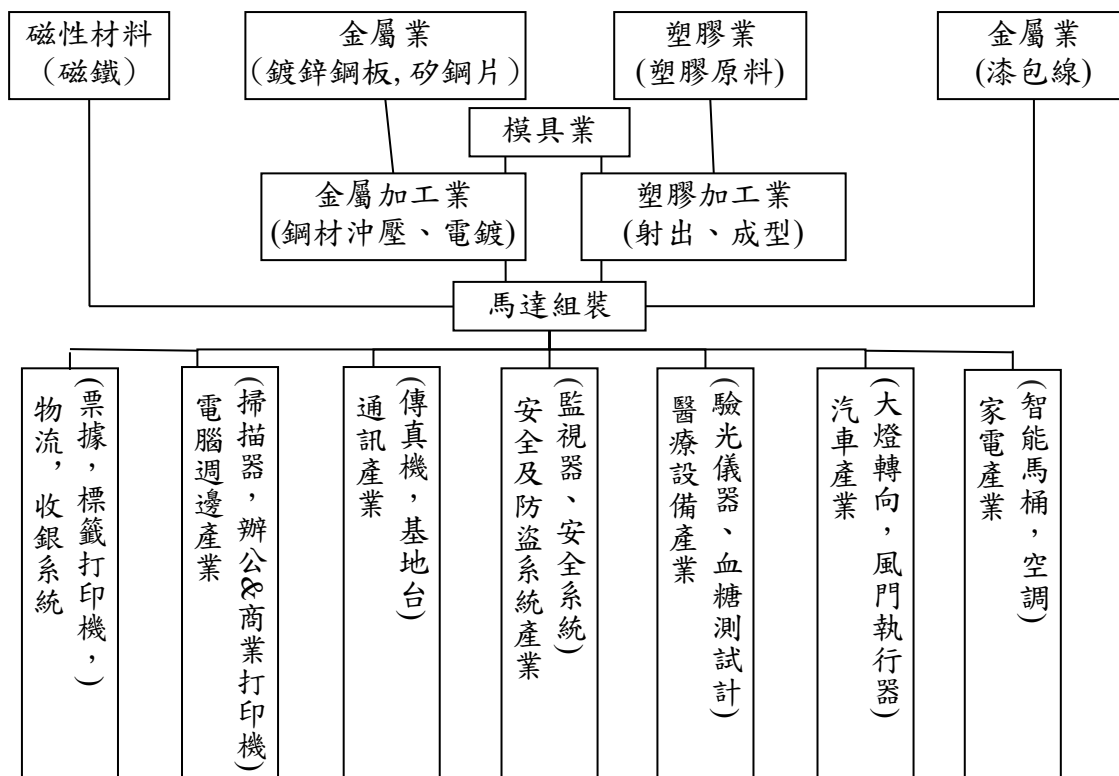 磁性材料
（磁鐵）
金屬業
（鍍鋅鋼板,矽鋼片）
塑膠業
(塑膠原料)
金屬業
(漆包線)
模具業
金屬加工業
(鋼材沖壓、電鍍)
塑膠加工業
(射出、成型)
馬達組裝
物流，收銀系統
(票據，標籤打印機，)
電腦週邊產業
(掃描器，辦公&商業打印機)
通訊產業
(傳真機，基地台)
安全及防盜系統產業
(監視器、安全系統)
醫療設備產業
(驗光儀器、血糖測試計)
汽車產業
(大燈轉向，風門執行器)
家電產業
(智能馬桶，空調)